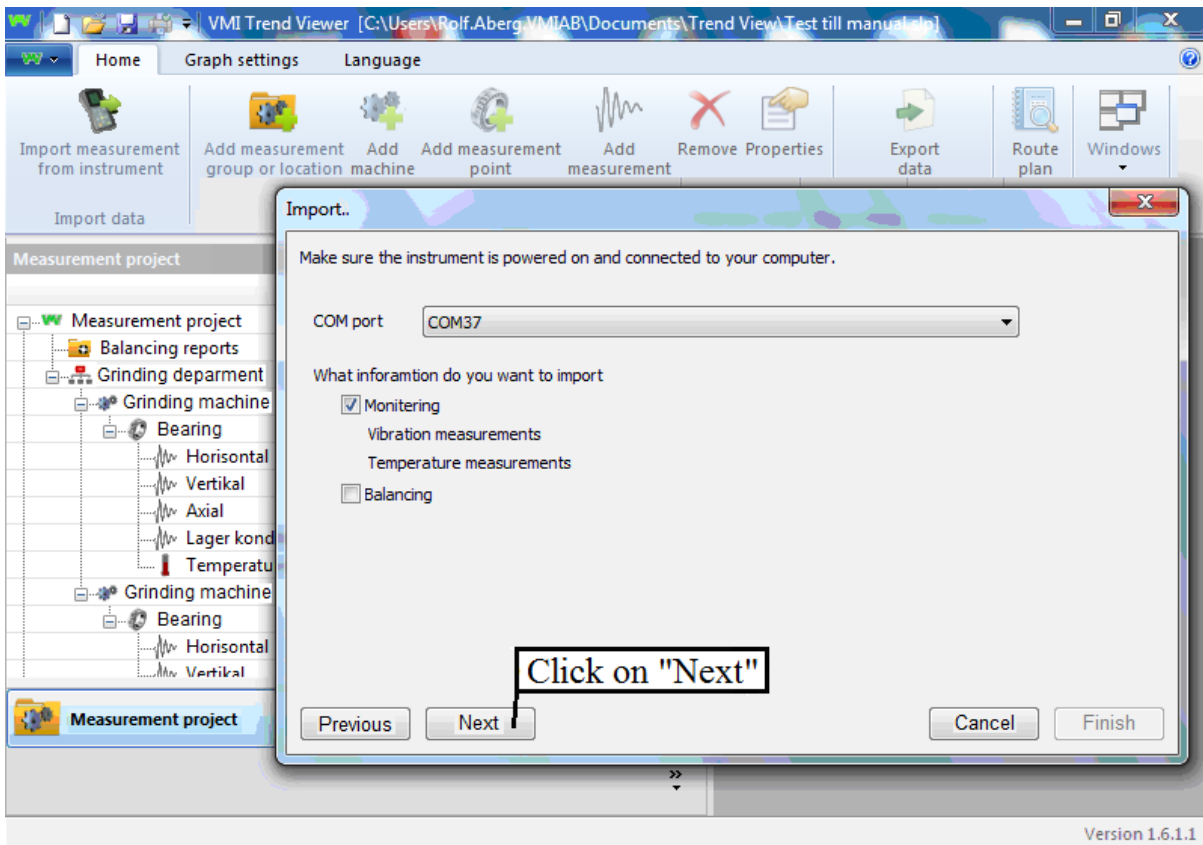 VMI Trend Viewer [C:\Users\Rolf.Aberg.VMIAB\Documents\Trend View\Test till manual.slp]
Home Graph settings Language
Import measurement from instrument
Add measurement group or location
Add machine
Add measurement point
Add measurement
Remove
Properties
Export data
Route plan
Windows
Import data
Import..
Make sure the instrument is powered on and connected to your computer.
COM port COM37
What inforamtion do you want to import
Monitering
Vibration measurements
Temperature measurements
Balancing
Click on "Next"
Previous Next Cancel Finish
Measurement project
Measurement project
Balancing reports
Grinding deparment
Grinding machine
Bearing
Horisontal
Vertikal
Axial
Lager kond
Temperatu
Grinding machine
Bearing
Horisontal
Vertikal
Measurement project
Version 1.6.1.1